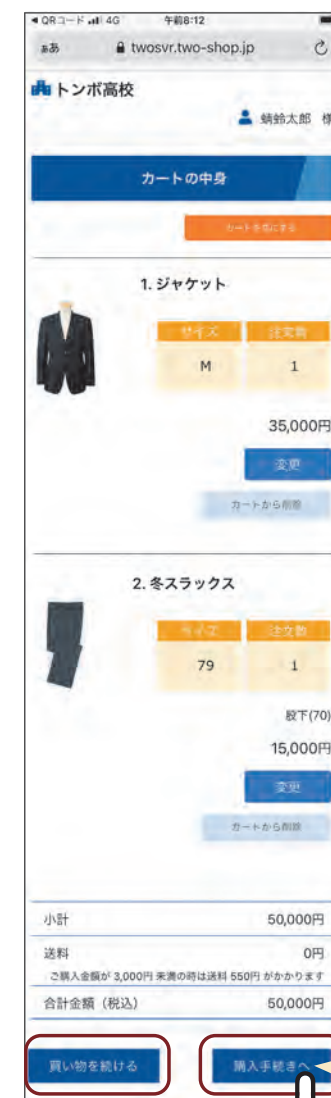 ◀ QRコード 4G 午前8:12
ぁあ twosvr.two-shop.jp
トンボ高校
蜻蛉太郎 様
カートの中身
カートを空にする
1. ジャケット
サイズ 注文数
M 1
35,000円
変更
カートから削除
2. 冬スラックス
サイズ 注文数
79 1
股下(70)
15,000円
変更
カートから削除
小計 50,000円
送料 0円
ご購入金額が 3,000円 未満の時は送料 550円 がかかります
合計金額（税込） 50,000円
買い物を続ける 購入手続きへ